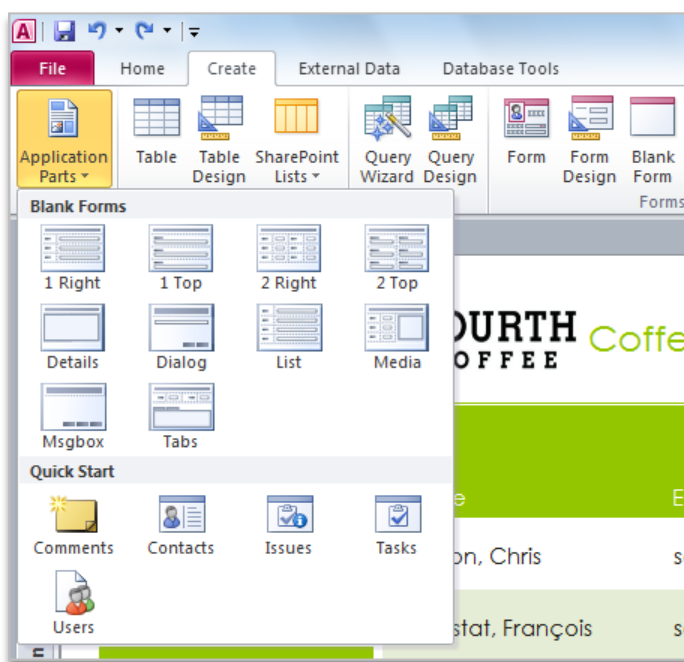 A
File Home Create External Data Database Tools
Application Parts
Table
Table Design
SharePoint Lists
Query Wizard
Query Design
Form
Form Design
Blank Form
Forms
Blank Forms
1 Right 1 Top 2 Right 2 Top
Details Dialog List Media
Msgbox Tabs
Quick Start
Comments Contacts Issues Tasks
Users
OURTH
COFFEE
Coffe
e E
on, Chris s
stat, François s